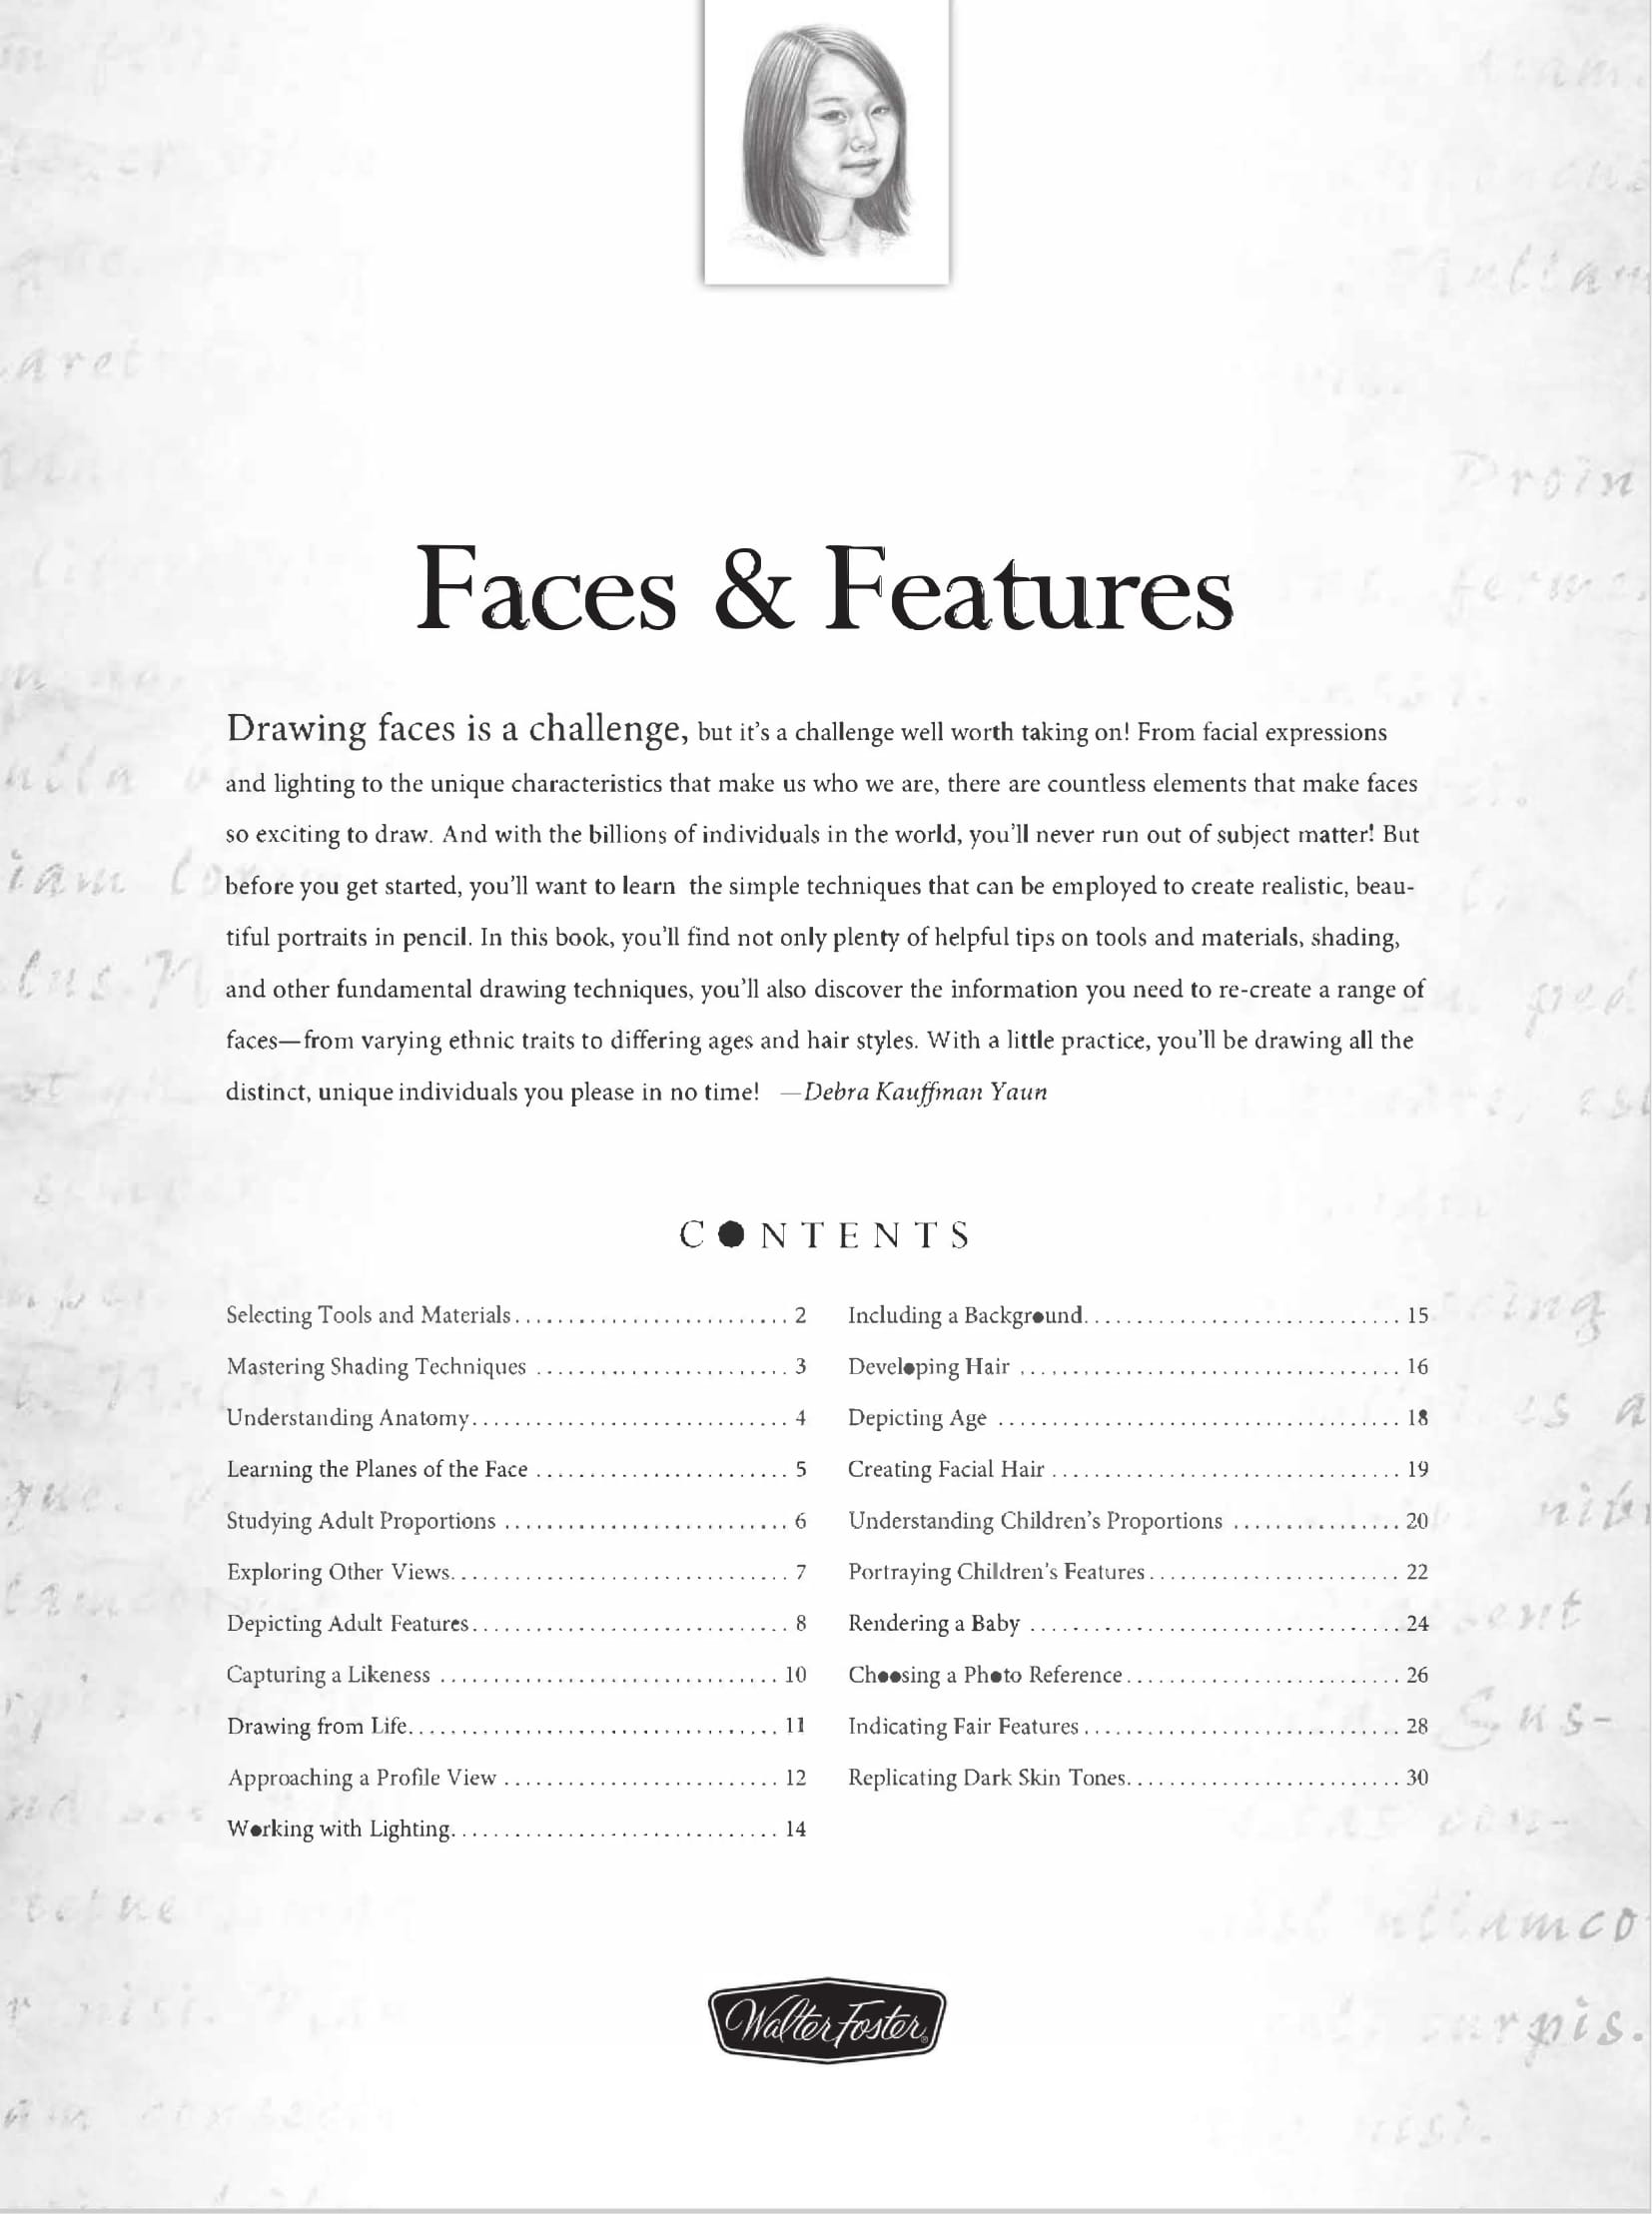 Faces & Features
Drawing faces is a challenge, but it's a challenge well worth taking on! From facial expressions
and lighting to the unique characteristics that make us who we are, there are countless elements that make faces
so exciting to draw. And with the billions of individuals in the world, you'll never run out of subject matter! But
before you get started, you'll want to learn the simple techniques that can be employed to create realistic, beau-
tiful portraits in pencil. In this book, you'll find not only plenty of helpful tips on tools and materials, shading,
and other fundamental drawing techniques, you'll also discover the information you need to re-create a range of
faces—from varying ethnic traits to differing ages and hair styles. With a little practice, you'll be drawing all the
distinct, unique individuals you please in no time! —Debra Kauffman Yaun
CONTENTS
Selecting Tools and Materials.......................... 2
Mastering Shading Techniques ........................ 3
Understanding Anatomy.............................. 4
Learning the Planes of the Face ........................ 5
Studying Adult Proportions ........................... 6
Exploring Other Views................................ 7
Depicting Adult Features.............................. 8
Capturing a Likeness ................................ 10
Drawing from Life................................... 11
Approaching a Profile View .......................... 12
Working with Lighting............................... 14
Including a Background.............................. 15
Developing Hair .................................... 16
Depicting Age ...................................... 18
Creating Facial Hair ................................. 19
Understanding Children's Proportions ................ 20
Portraying Children's Features........................ 22
Rendering a Baby ................................... 24
Choosing a Photo Reference.......................... 26
Indicating Fair Features.............................. 28
Replicating Dark Skin Tones.......................... 30
Walter Foster®
aret
Proin
iam
amco